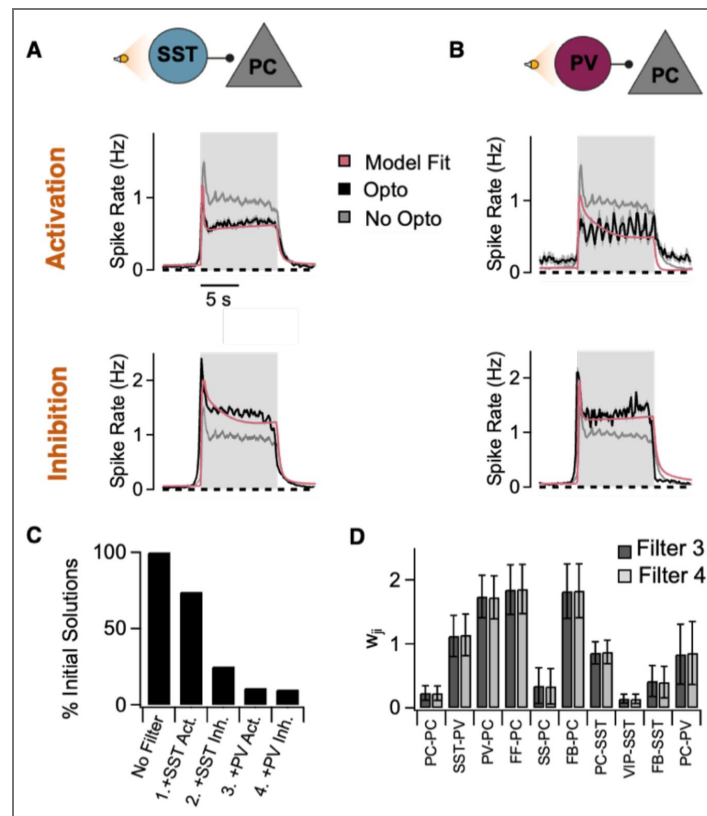 A
SST
PC
B
PV
PC
Activation
Spike Rate (Hz)
1
0
5 s
Model Fit
Opto
No Opto
Spike Rate (Hz)
1
0
Inhibition
Spike Rate (Hz)
2
1
0
Spike Rate (Hz)
2
1
0
C
% Initial Solutions
100
50
0
No Filter
1.+SST Act.
2. +SST Inh.
3. +PV Act.
4. +PV Inh.
D
Filter 3
Filter 4
wji
2
1
0
PC-PC
SST-PV
PV-PC
FF-PC
SS-PC
FB-PC
PC-SST
VIP-SST
FB-SST
PC-PV